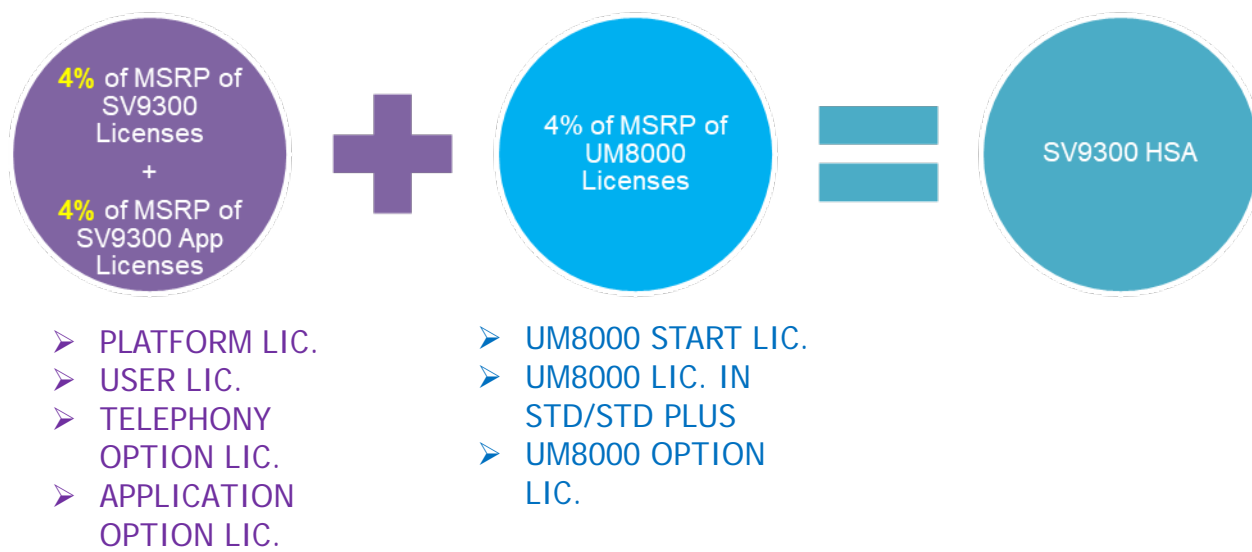 4% of MSRP of
SV9300
Licenses
+
4% of MSRP of
SV9300 App
Licenses
4% of MSRP of
UM8000
Licenses
SV9300 HSA
➢ PLATFORM LIC.
➢ USER LIC.
➢ TELEPHONY
OPTION LIC.
➢ APPLICATION
OPTION LIC.
➢ UM8000 START LIC.
➢ UM8000 LIC. IN
STD/STD PLUS
➢ UM8000 OPTION
LIC.